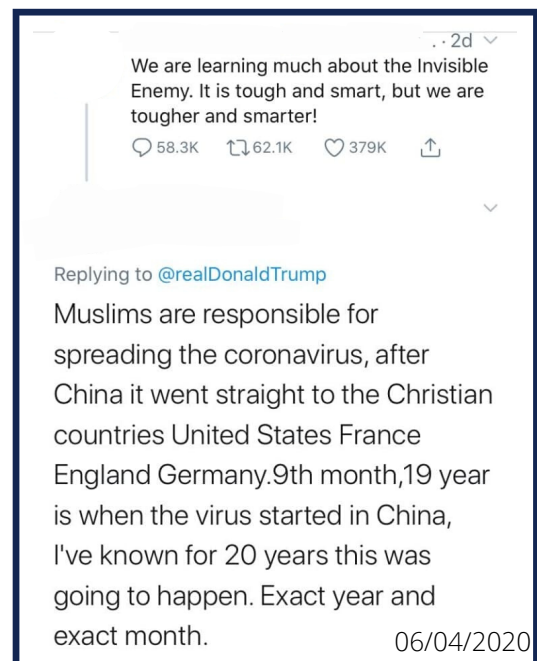 . · 2d
We are learning much about the Invisible
Enemy. It is tough and smart, but we are
tougher and smarter!
58.3K 62.1K 379K
Replying to @realDonaldTrump
Muslims are responsible for
spreading the coronavirus, after
China it went straight to the Christian
countries United States France
England Germany.9th month,19 year
is when the virus started in China,
I've known for 20 years this was
going to happen. Exact year and
exact month.
06/04/2020